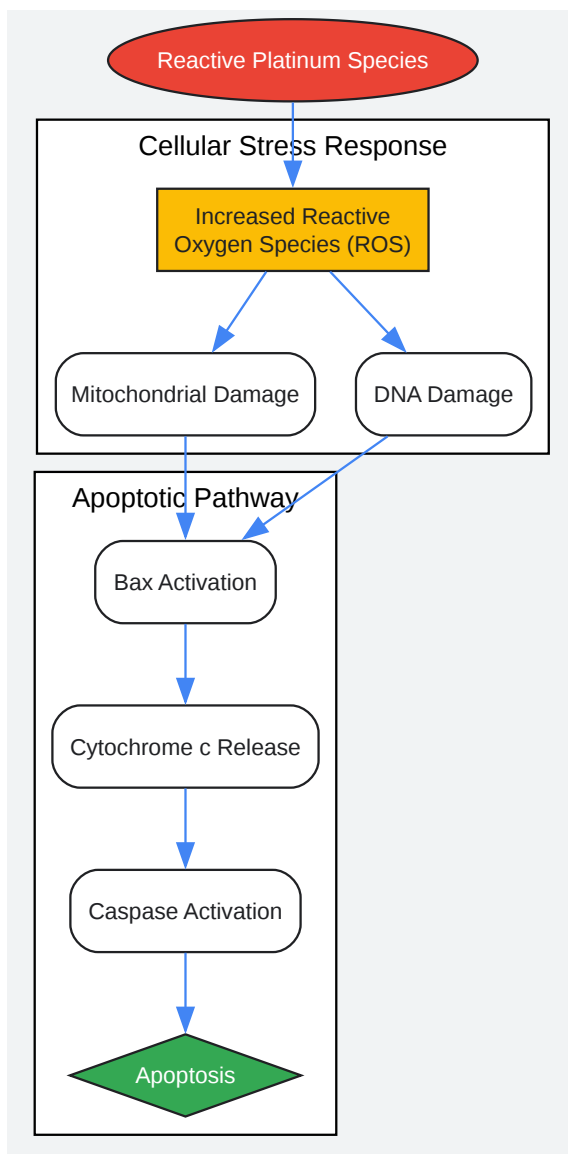 Reactive Platinum Species
Cellular Stress Response
Increased Reactive
Oxygen Species (ROS)
Mitochondrial Damage
DNA Damage
Apoptotic Pathway
Bax Activation
Cytochrome c Release
Caspase Activation
Apoptosis